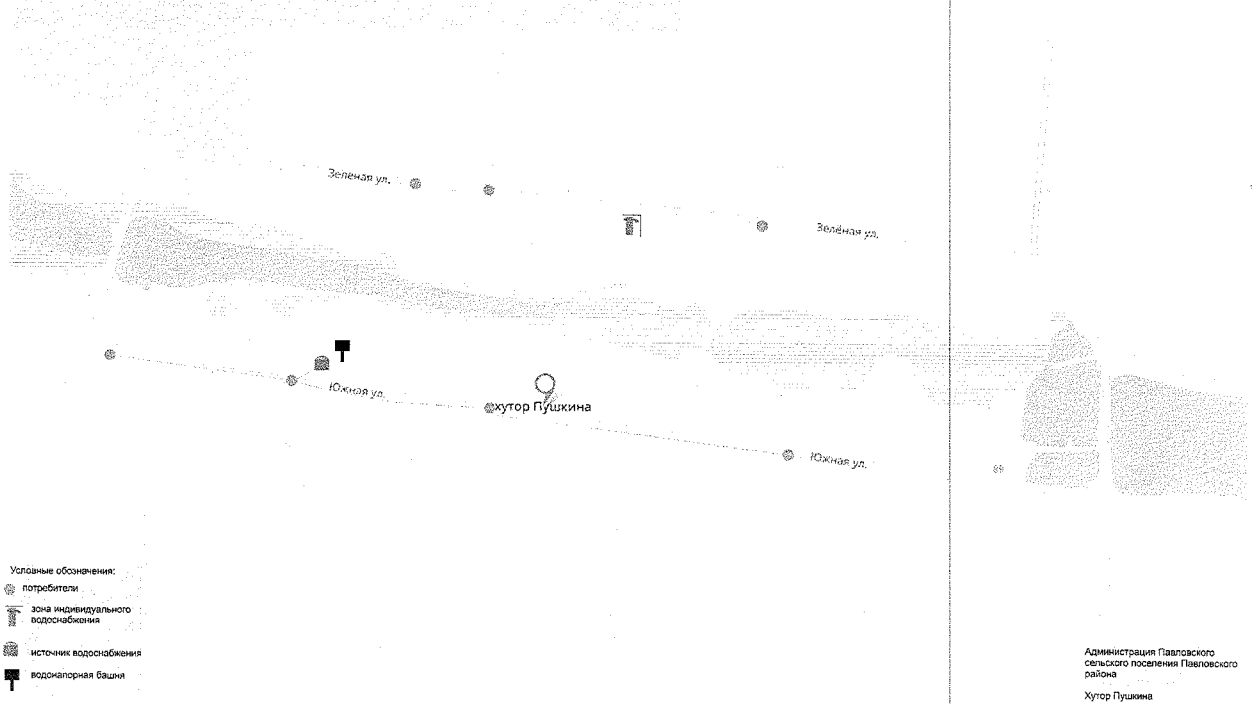 Зеленая ул.
Зелёная ул.
Южная ул.
хутор Пушкина
Южная ул.
Условные обозначения:
потребители
зона индивидуального
водоснабжения
источник водоснабжения
водонапорная башня
Администрация Павловского
сельского поселения Павловского
района
Хутор Пушкина